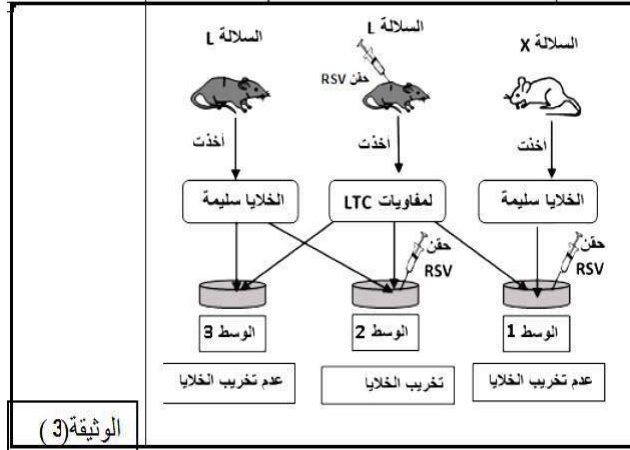 السلالة L
السلالة L
السلالة X
حقن RSV
أخذت
أخذت
أخذت
الخلايا سليمة
لمفاويات LTC
الخلايا سليمة
حقن
RSV
حقن
RSV
الوسط 3
الوسط 2
الوسط 1
عدم تخريب الخلايا
تخريب الخلايا
عدم تخريب الخلايا
الوثيقة(3)